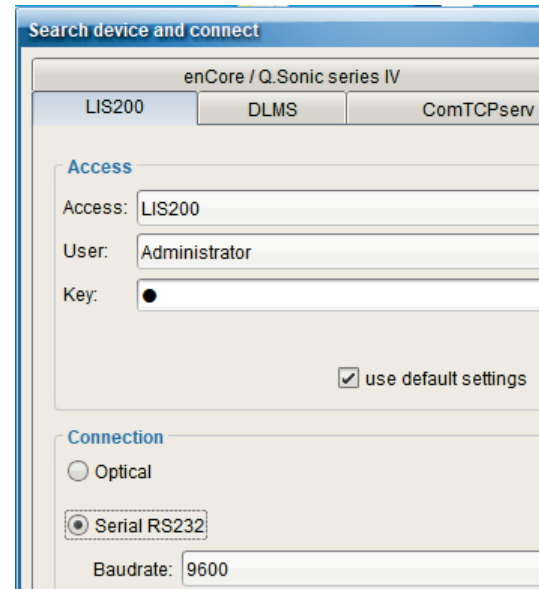 Search device and connect
enCore / Q.Sonic series IV
LIS200 DLMS ComTCPserv
Access
Access: LIS200
User: Administrator
Key: ●
use default settings
Connection
Optical
Serial RS232
Baudrate: 9600